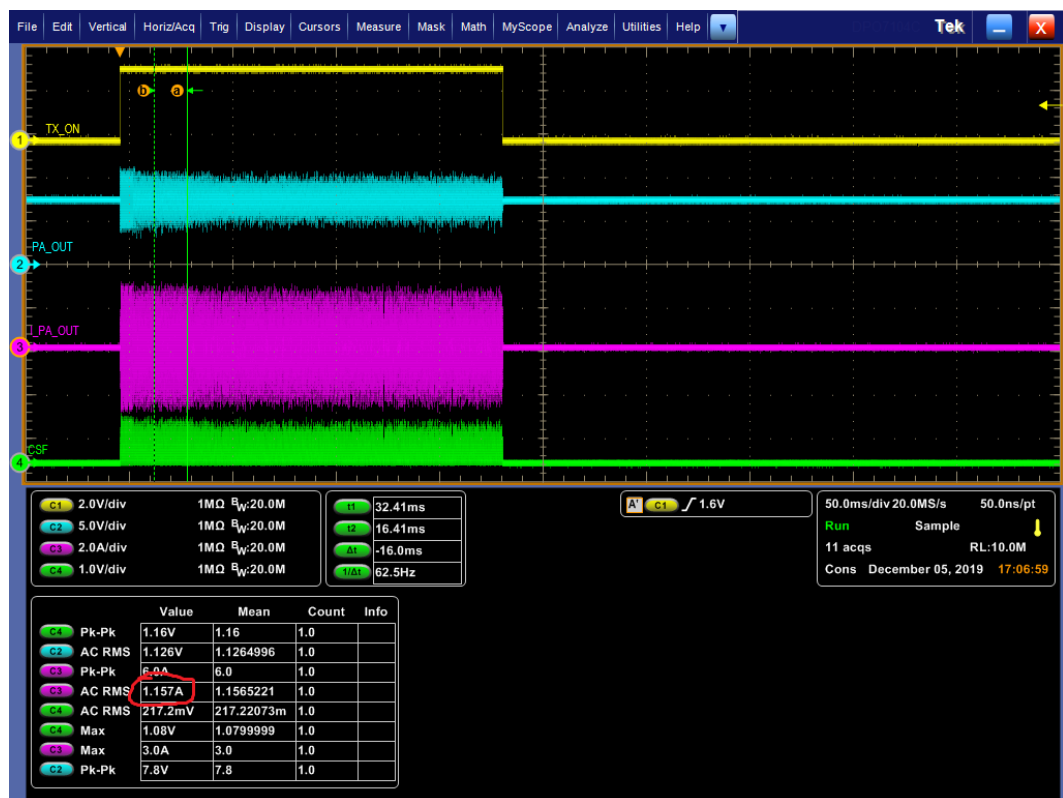 File Edit Vertical Horiz/Acq Trig Display Cursors Measure Mask Math MyScope Analyze Utilities Help Tek X
b a
1 TX_ON
PA_OUT
2
I_PA_OUT
3
CSF
4
C1 2.0V/div 1MΩ BW:20.0M
C2 5.0V/div 1MΩ BW:20.0M
C3 2.0A/div 1MΩ BW:20.0M
C4 1.0V/div 1MΩ BW:20.0M
t1 32.41ms
t2 16.41ms
Δt -16.0ms
1/Δt 62.5Hz
A' C1 1.6V
50.0ms/div 20.0MS/s 50.0ns/pt
Run Sample
11 acqs RL:10.0M
Cons December 05, 2019 17:06:59
Value Mean Count Info
C4 Pk-Pk 1.16V 1.16 1.0
C2 AC RMS 1.126V 1.1264996 1.0
C3 Pk-Pk 6.0A 6.0 1.0
C3 AC RMS 1.157A 1.1565221 1.0
C4 AC RMS 217.2mV 217.22073m 1.0
C4 Max 1.08V 1.0799999 1.0
C3 Max 3.0A 3.0 1.0
C2 Pk-Pk 7.8V 7.8 1.0